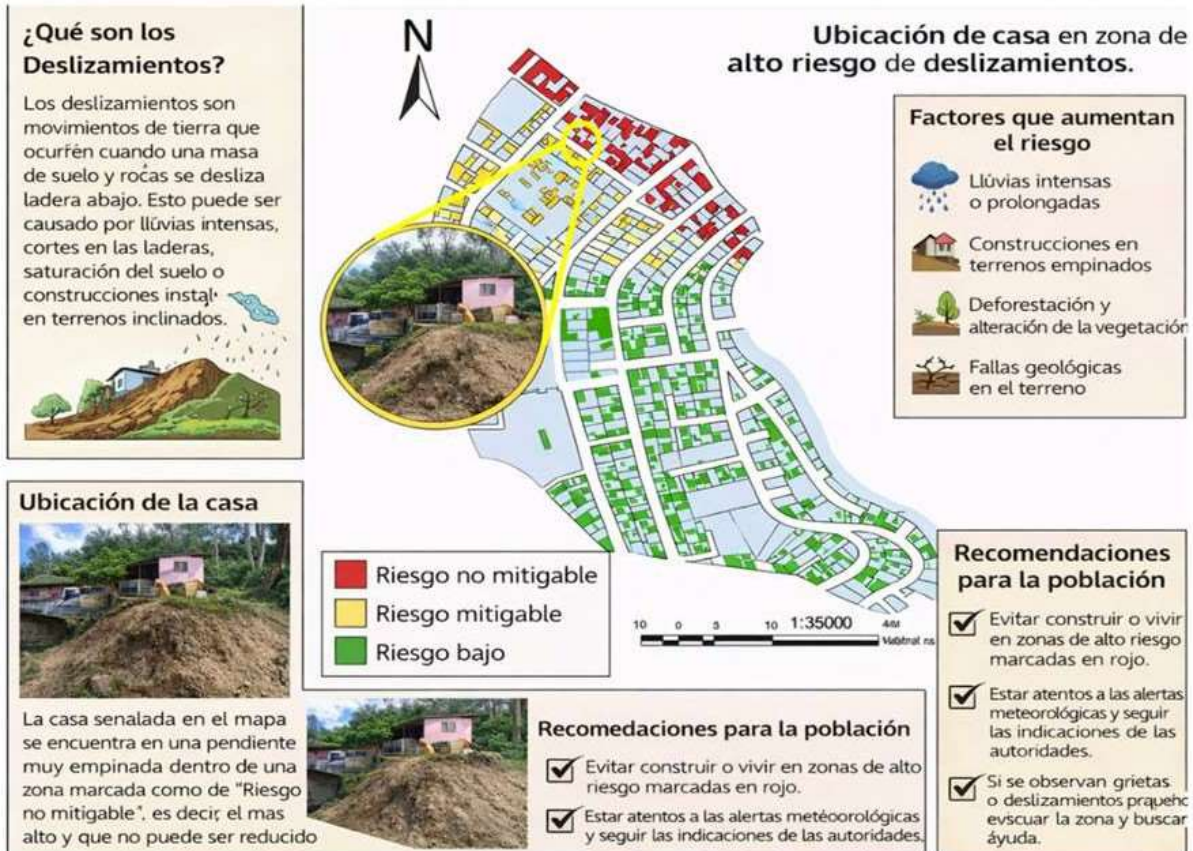 ¿Qué son los
Deslizamientos?
Los deslizamientos son
movimientos de tierra que
ocurrén cuando una masa
de suelo y rocas se desliza
ladera abajo. Esto puede ser
causado por llúvias intensas,
cortes en las laderas,
saturación del suelo o
construcciones instal
en terrenos inclinados.
N
Ubicación de casa en zona de
alto riesgo de deslizamientos.
Factores que aumentan
el riesgo
Llúvias intensas
o prolongadas
Construcciones en
terrenos empinados
Deforestación y
alteración de la vegetación
Fallas geológicas
en el terreno
Ubicación de la casa
La casa senalada en el mapa
se encuentra en una pendiente
muy empinada dentro de una
zona marcada como de "Riesgo
no mitigable", es decir, el mas
alto y que no puede ser reducido
Riesgo no mitigable
Riesgo mitigable
Riesgo bajo
10 0 5 10 1:35000
Recomedaciones para la población
Evitar construir o vivir en zonas de alto
riesgo marcadas en rojo.
Estar atentos a las alertas metéoorológicas
y seguir las indicaciones de las autoridades.
Recomendaciones
para la población
Evitar construir o vivir
en zonas de alto riesgo
marcadas en rojo.
Estar atentos a las alertas
meteorológicas y seguir
las indicaciones de las
autoridades.
Si se observan grietas
o deslizamientos
evscuar la zona y buscar
áyuda.